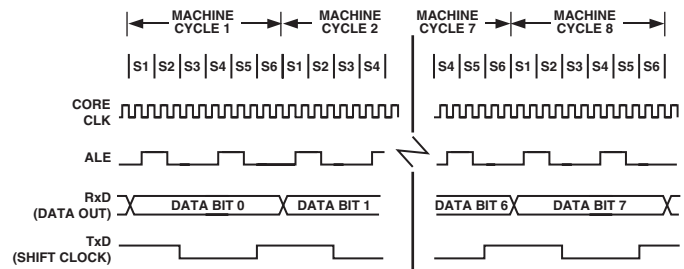 MACHINE CYCLE 1
MACHINE CYCLE 2
MACHINE CYCLE 7
MACHINE CYCLE 8
S1 S2 S3 S4 S5 S6 S1 S2 S3 S4
S4 S5 S6 S1 S2 S3 S4 S5 S6
CORE CLK
ALE
RxD (DATA OUT)
DATA BIT 0
DATA BIT 1
DATA BIT 6
DATA BIT 7
TxD (SHIFT CLOCK)